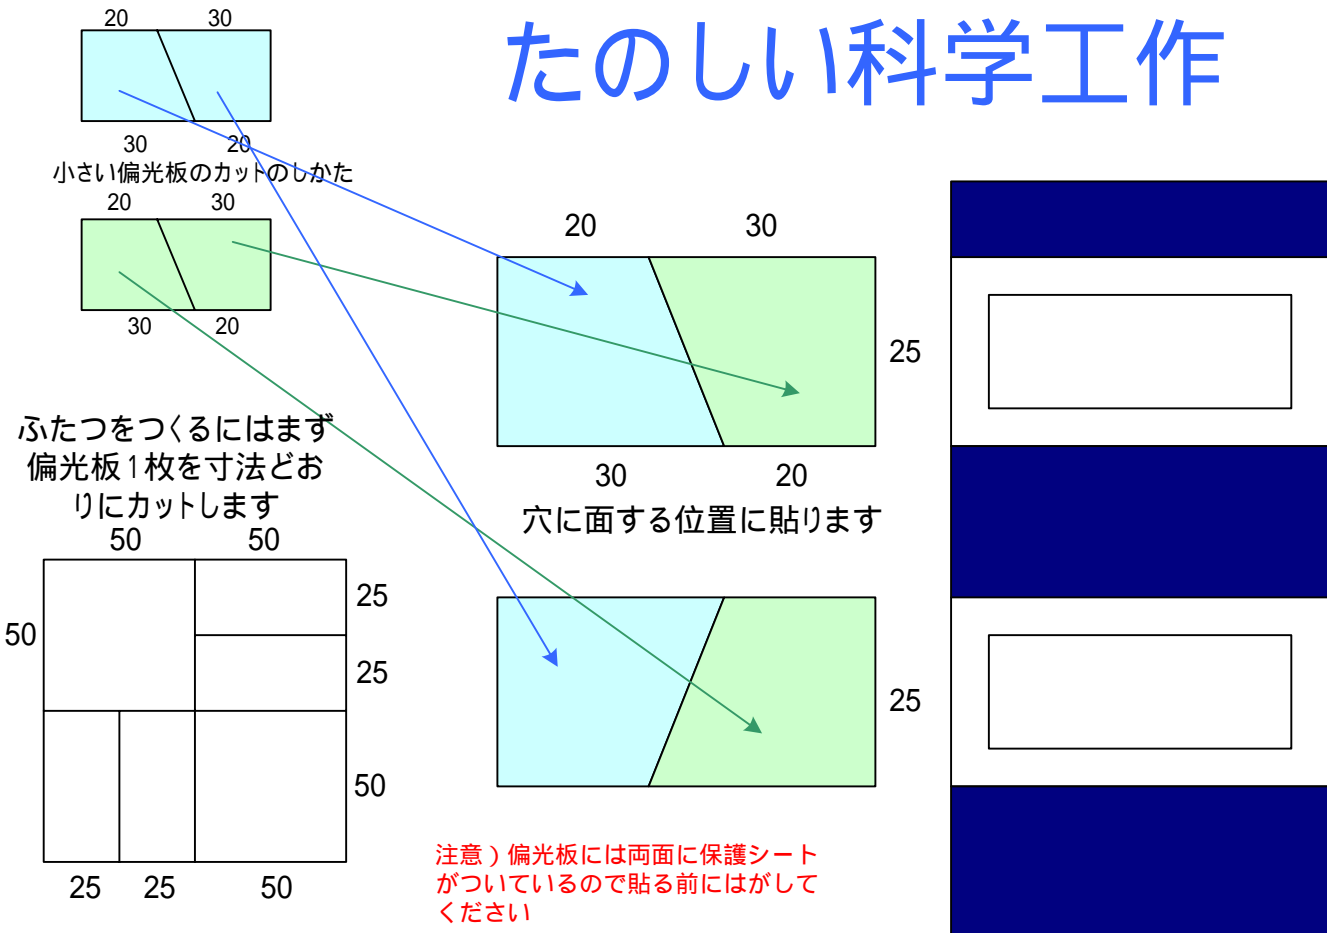 たのしい科学工作
20 30
30 20
小さい偏光板のカットのしかた
20 30
30 20
20 30
25
30 20
穴に面する位置に貼ります
ふたつをつくるにはまず
偏光板1枚を寸法どお
りにカットします
50 50
25
50
25
50
25 25 50
25
注意）偏光板には両面に保護シート
がついているので貼る前にはがして
ください